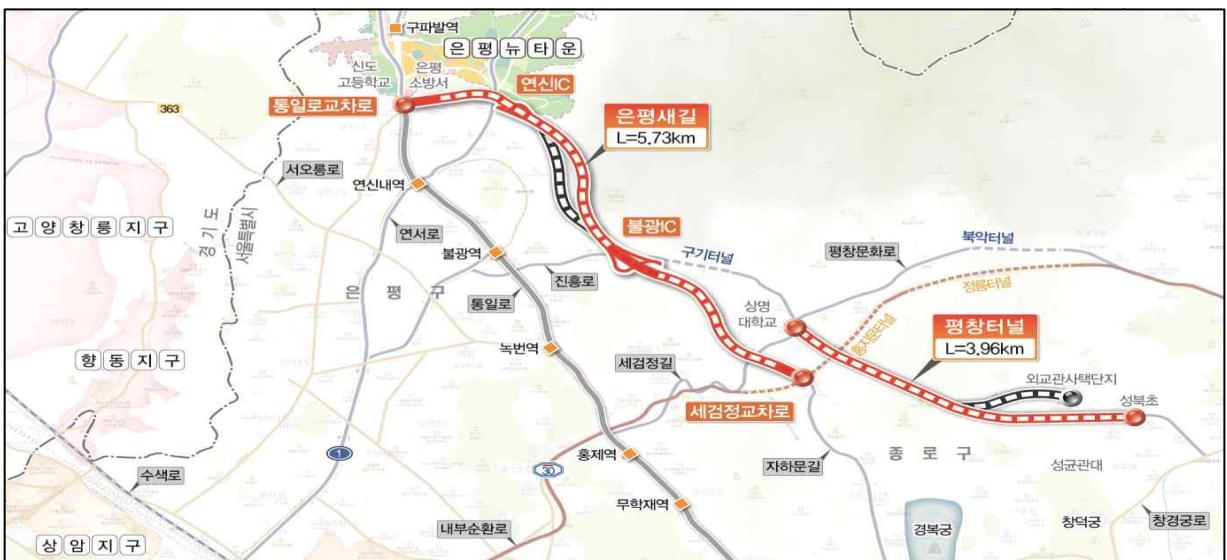 구파발역
은평뉴타운
신도
고등학교
은평
소방서
연신IC
통일로교차로
363
은평새길
L=5.73km
서오릉로
연신내역
고양창릉지구
경기도
서울특별시
연서로
불광역
불광IC
구기터널
평창문화로
북악터널
정릉터널
은평구
진흥로
통일로
상명
대학교
홍지문터널
평창터널
L=3.96km
향동지구
녹번역
세검정길
외교관사택단지
세검정교차로
성북초
1
30
홍제역
자하문길
종로구
성균관대
수색로
무학재역
내부순환로
경복궁
창덕궁
창경궁로
상암지구